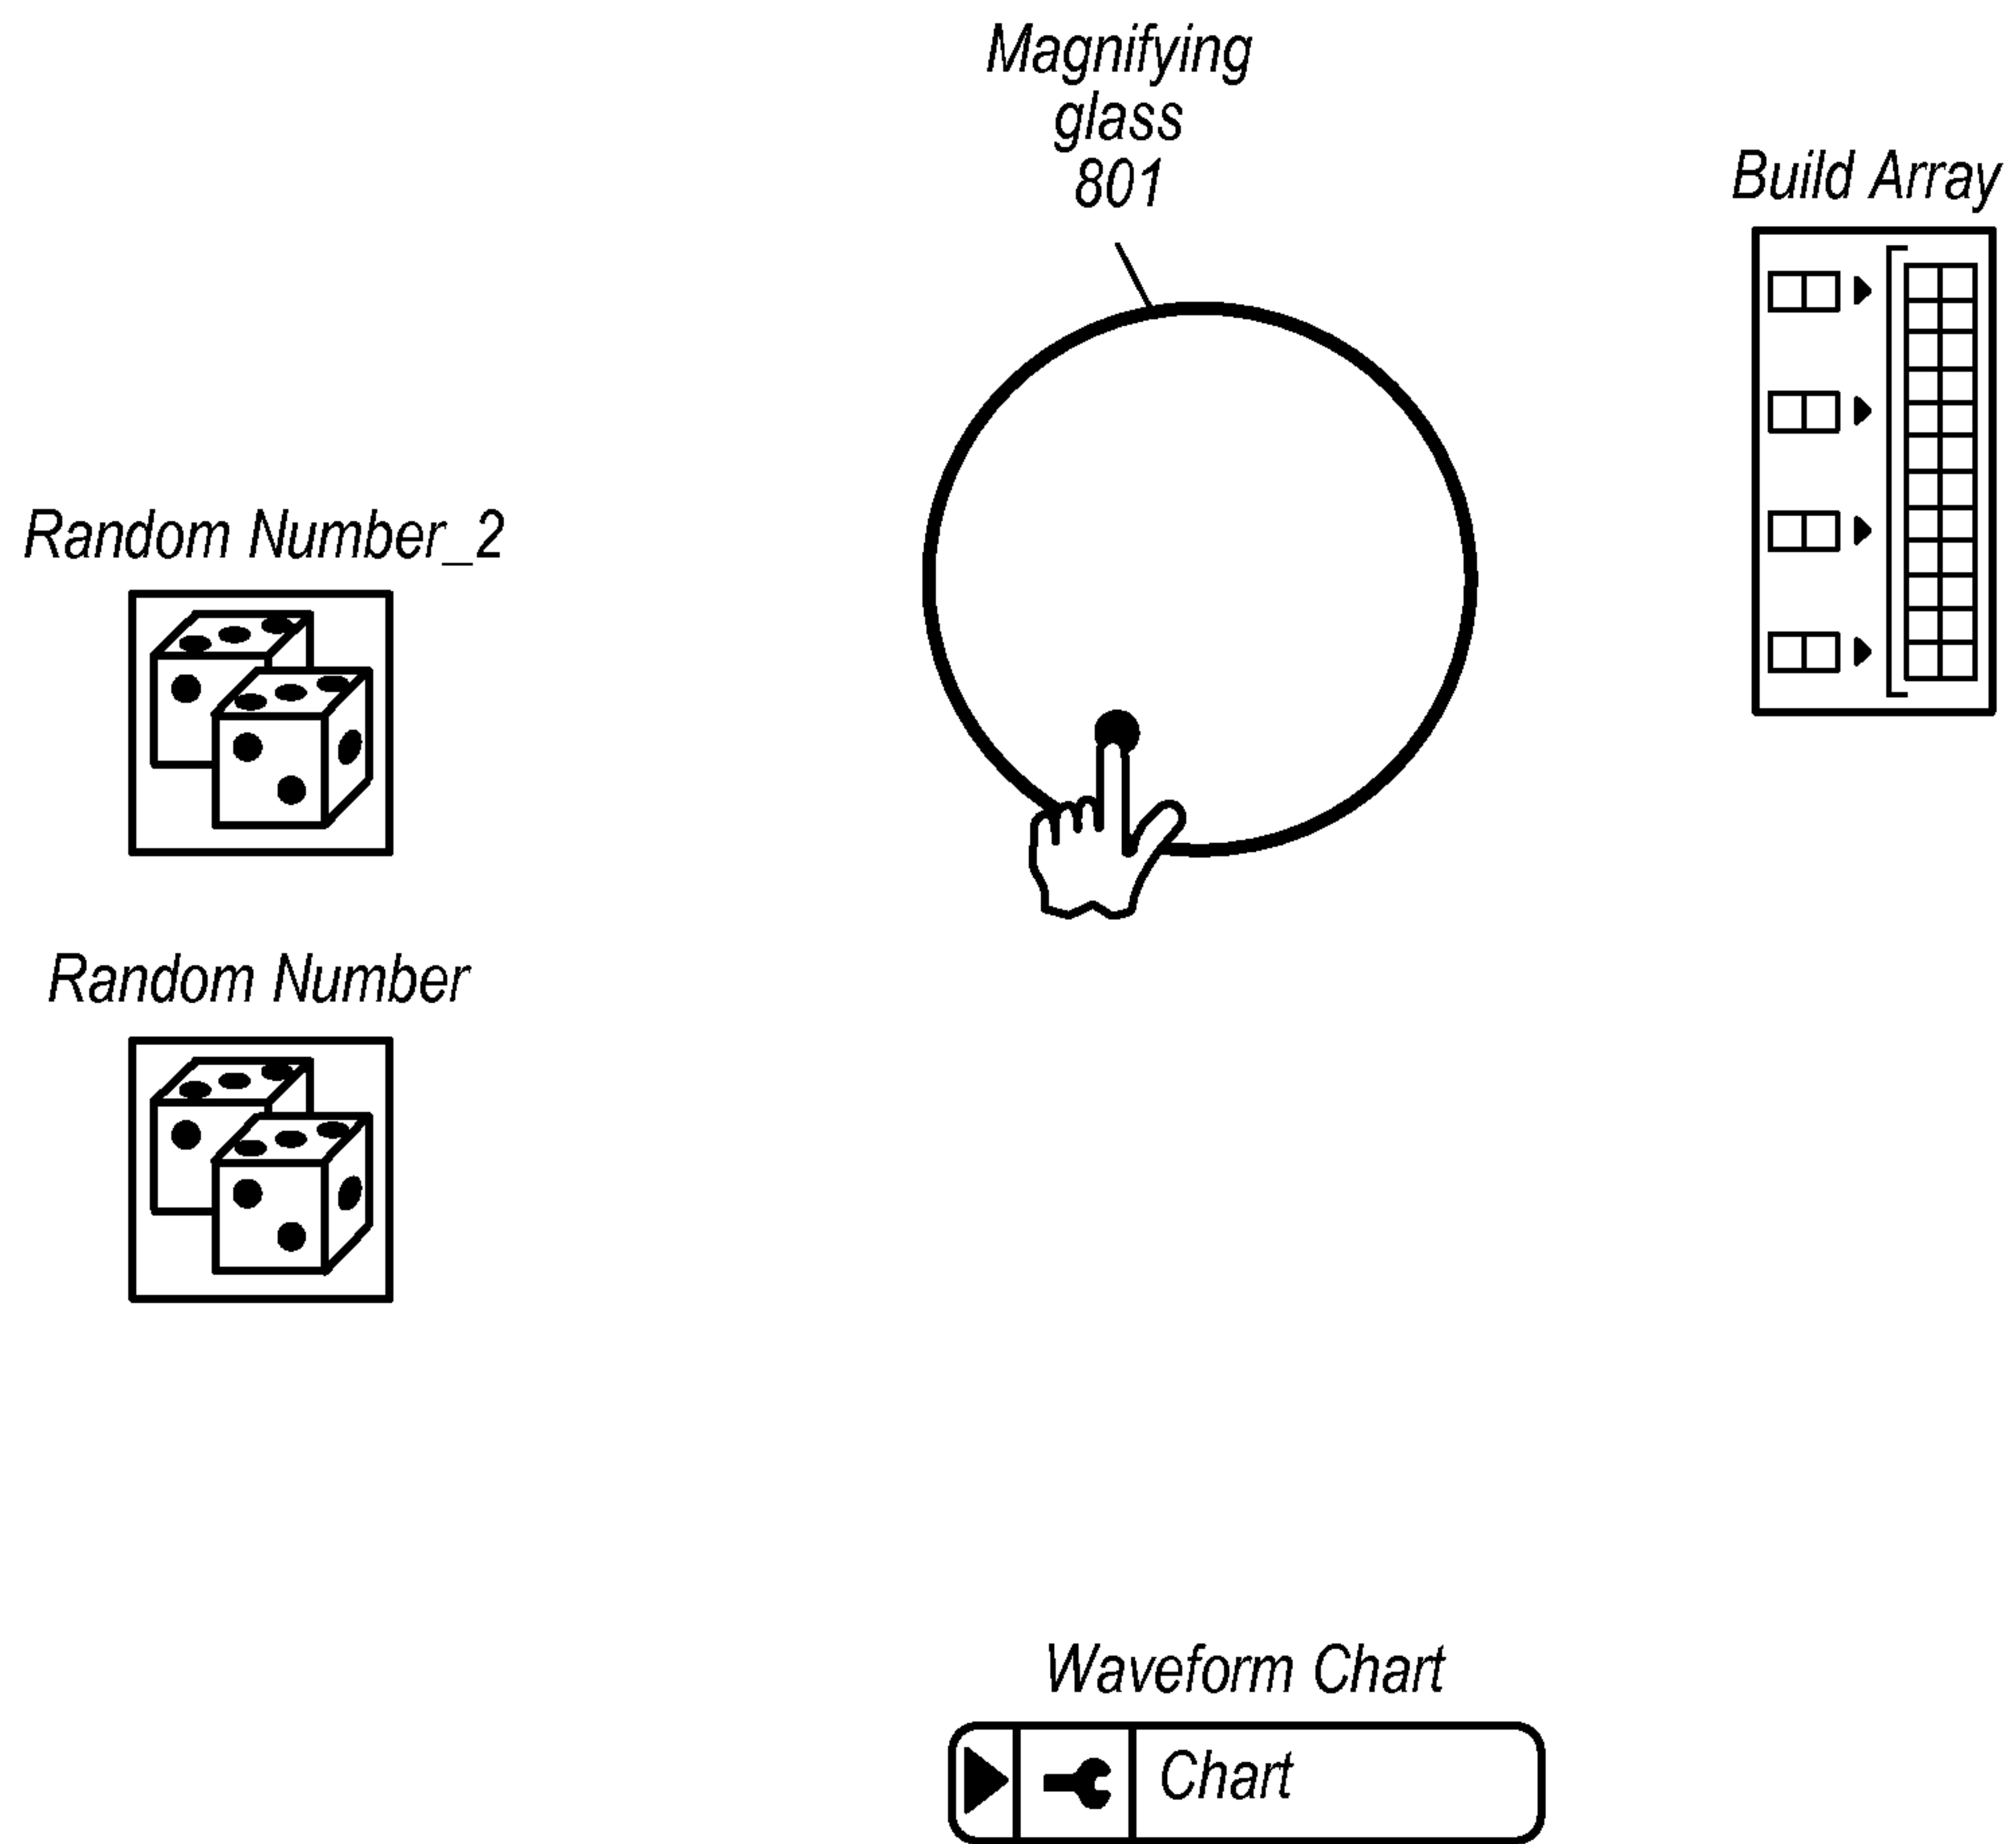 Magnifying
glass
801
Build Array
Random Number_2
Random Number
Waveform Chart
Chart